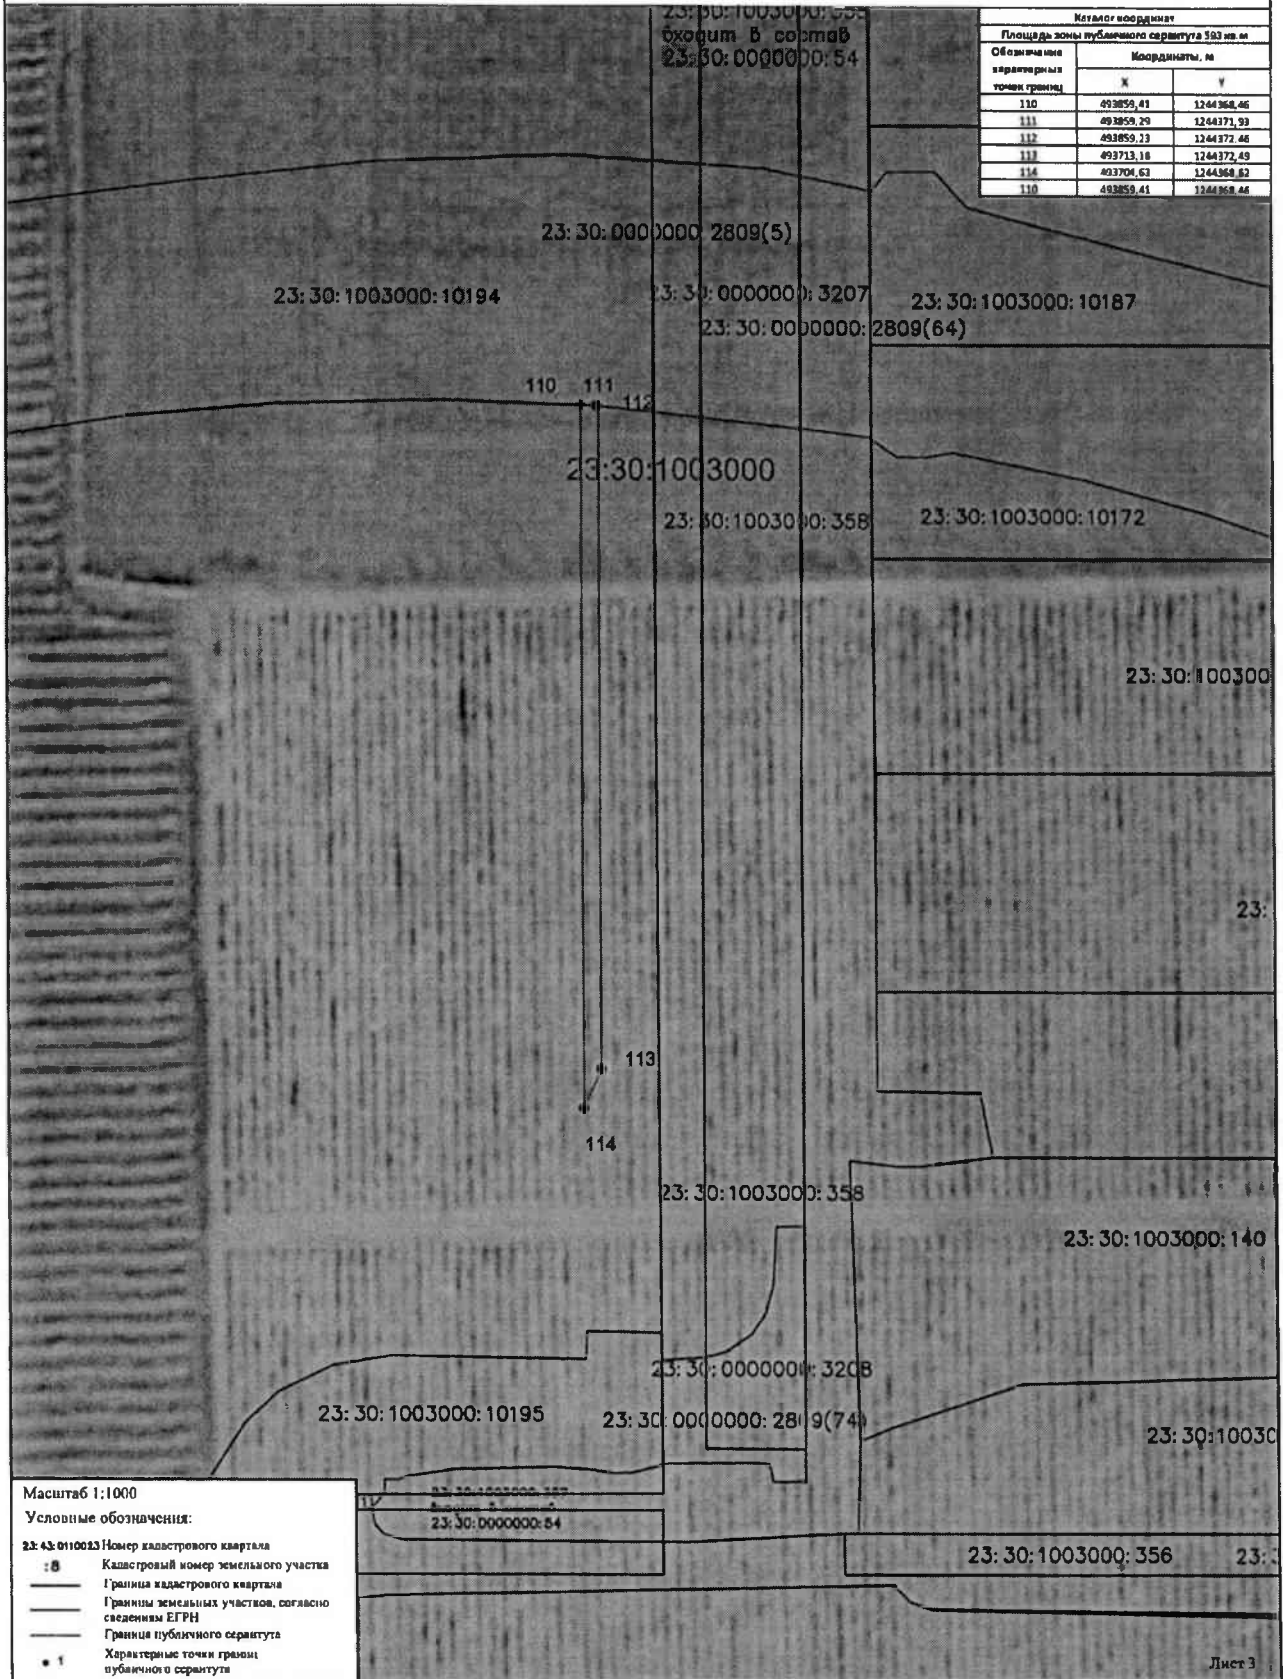 23:30:1003000:355
входит в состав
23:30:0000000:54
Каталог координат
Площадь зоны публичного сервитута 593 кв.м
Обозначение характерных точек границ
Координаты, м
X Y
110 493859,41 1244368,46
111 493859,29 1244371,93
112 493859,23 1244372,46
113 493713,18 1244372,49
114 493704,63 1244368,62
110 493859,41 1244368,46
23:30:0000000:2809(5)
23:30:1003000:10194
23:30:0000000:3207
23:30:1003000:10187
23:30:0000000:2809(64)
110 111
112
23:30:1003000
23:30:1003000:358
23:30:1003000:10172
23:30:100300
23:
113
114
23:30:1003000:358
23:30:1003000:140
23:30:0000000:3208
23:30:1003000:10195
23:30:0000000:2809(74)
23:30:1003000
23:30:0000000:54
23:30:1003000:356
23:3
Масштаб 1:1000
Условные обозначения:
23:43:0110023 Номер кадастрового квартала
:8 Кадастровый номер земельного участка
Граница кадастрового квартала
Границы земельных участков, согласно
сведениям ЕГРН
Граница публичного сервитута
1 Характерные точки границ
публичного сервитута
Лист 3